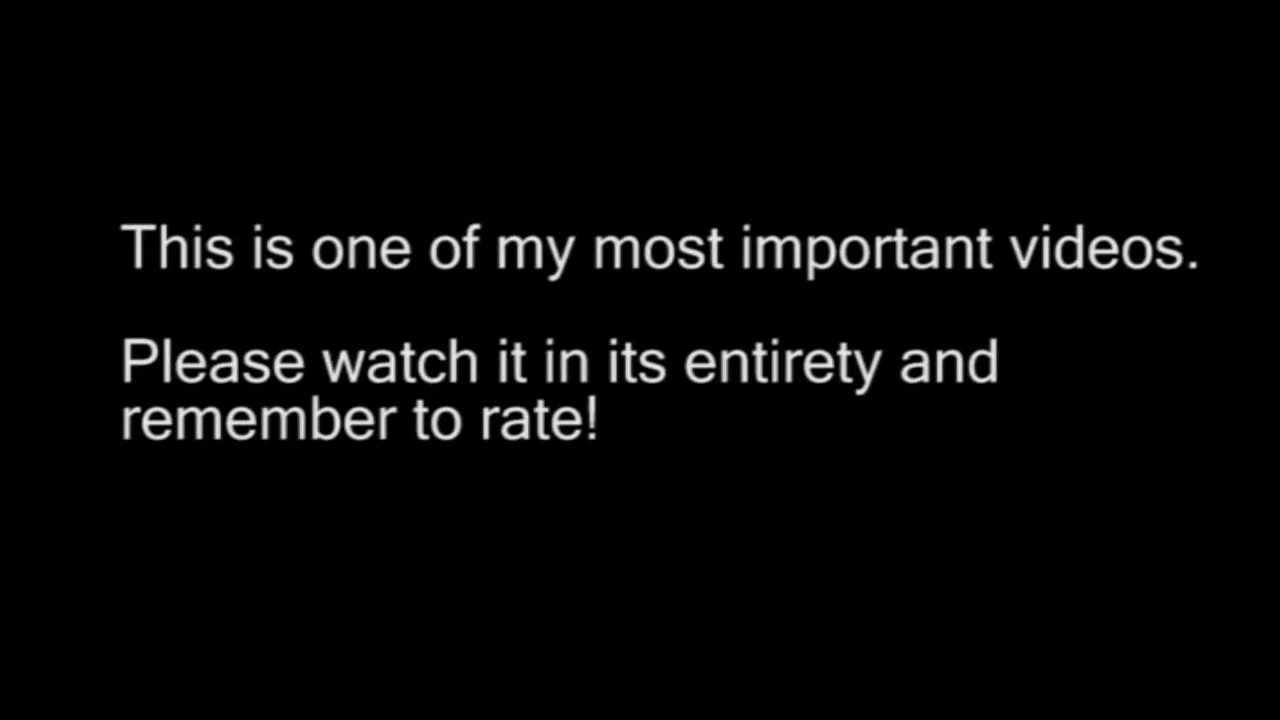 This is one of my most important videos.
Please watch it in its entirety and
remember to rate!